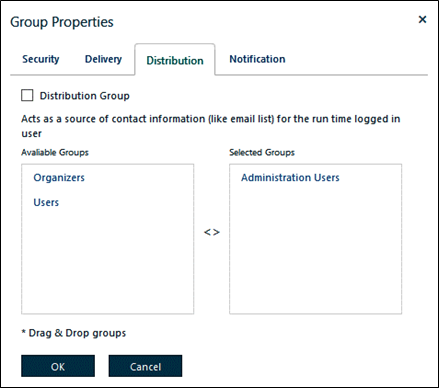 Group Properties
×
Security Delivery Distribution Notification
Distribution Group
Acts as a source of contact information (like email list) for the run time logged in
user
Avaliable Groups Selected Groups
Organizers Administration Users
Users
<>
* Drag & Drop groups
OK Cancel